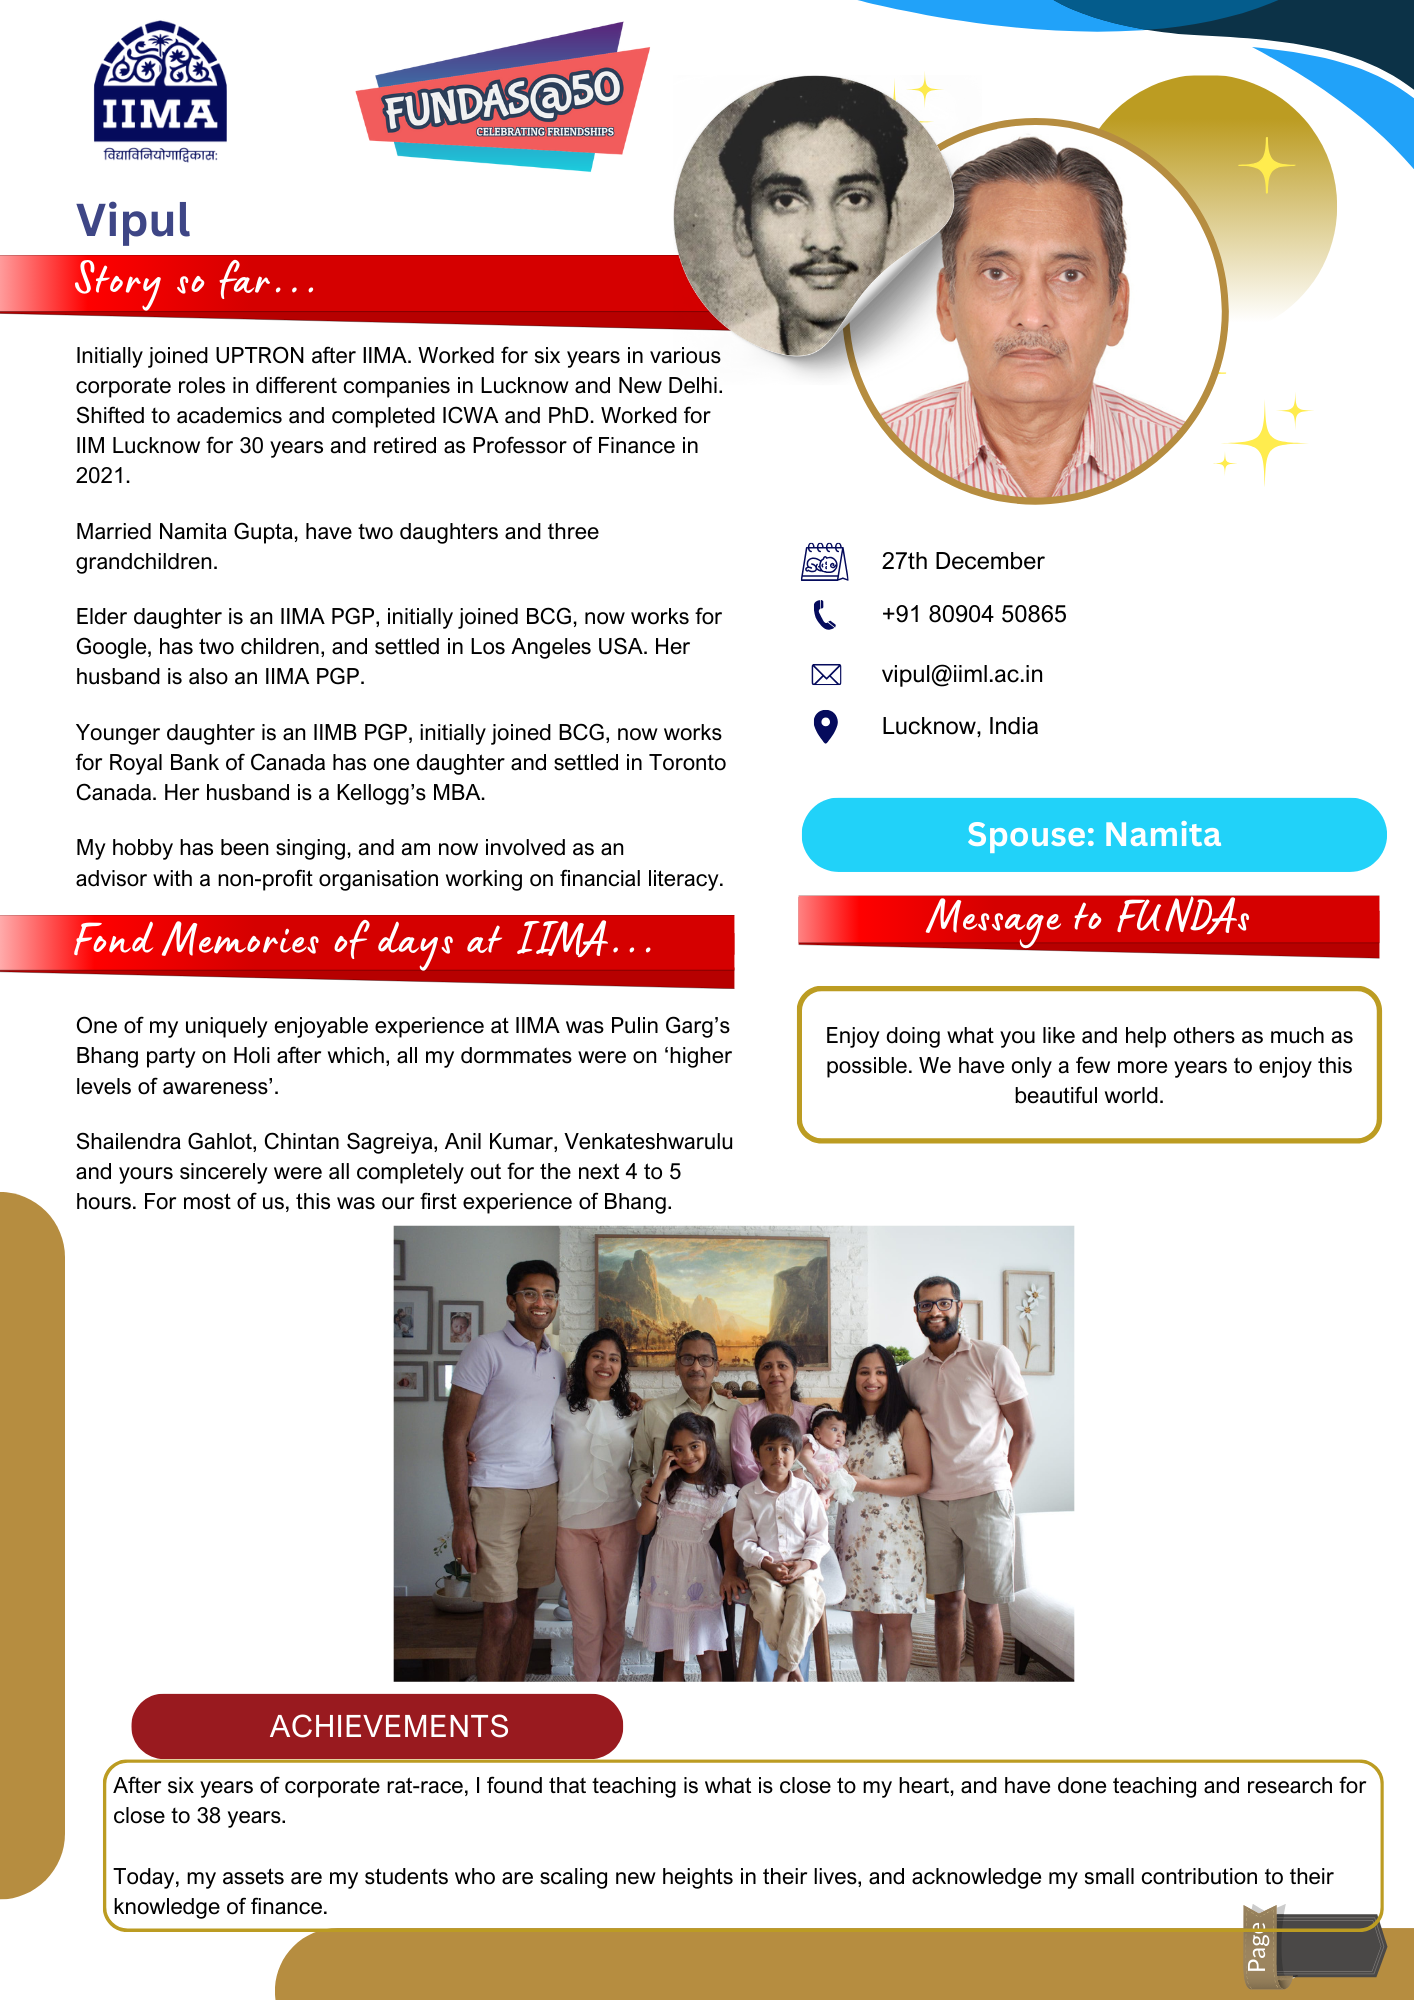 IIMA
विद्याविनियोगाद्विकास:
FUNDAS@50
CELEBRATING FRIENDSHIPS
Vipul
Story so far...
Initially joined UPTRON after IIMA. Worked for six years in various
corporate roles in different companies in Lucknow and New Delhi.
Shifted to academics and completed ICWA and PhD. Worked for
IIM Lucknow for 30 years and retired as Professor of Finance in
2021.
Married Namita Gupta, have two daughters and three
grandchildren.
Elder daughter is an IIMA PGP, initially joined BCG, now works for
Google, has two children, and settled in Los Angeles USA. Her
husband is also an IIMA PGP.
Younger daughter is an IIMB PGP, initially joined BCG, now works
for Royal Bank of Canada has one daughter and settled in Toronto
Canada. Her husband is a Kellogg’s MBA.
My hobby has been singing, and am now involved as an
advisor with a non-profit organisation working on financial literacy.
27th December
+91 80904 50865
vipul@iiml.ac.in
Lucknow, India
Spouse: Namita
Message to FUNDAs
Enjoy doing what you like and help others as much as
possible. We have only a few more years to enjoy this
beautiful world.
Fond Memories of days at IIMA...
One of my uniquely enjoyable experience at IIMA was Pulin Garg’s
Bhang party on Holi after which, all my dormmates were on ‘higher
levels of awareness’.
Shailendra Gahlot, Chintan Sagreiya, Anil Kumar, Venkateshwarulu
and yours sincerely were all completely out for the next 4 to 5
hours. For most of us, this was our first experience of Bhang.
ACHIEVEMENTS
After six years of corporate rat-race, I found that teaching is what is close to my heart, and have done teaching and research for
close to 38 years.
Today, my assets are my students who are scaling new heights in their lives, and acknowledge my small contribution to their
knowledge of finance.
Page